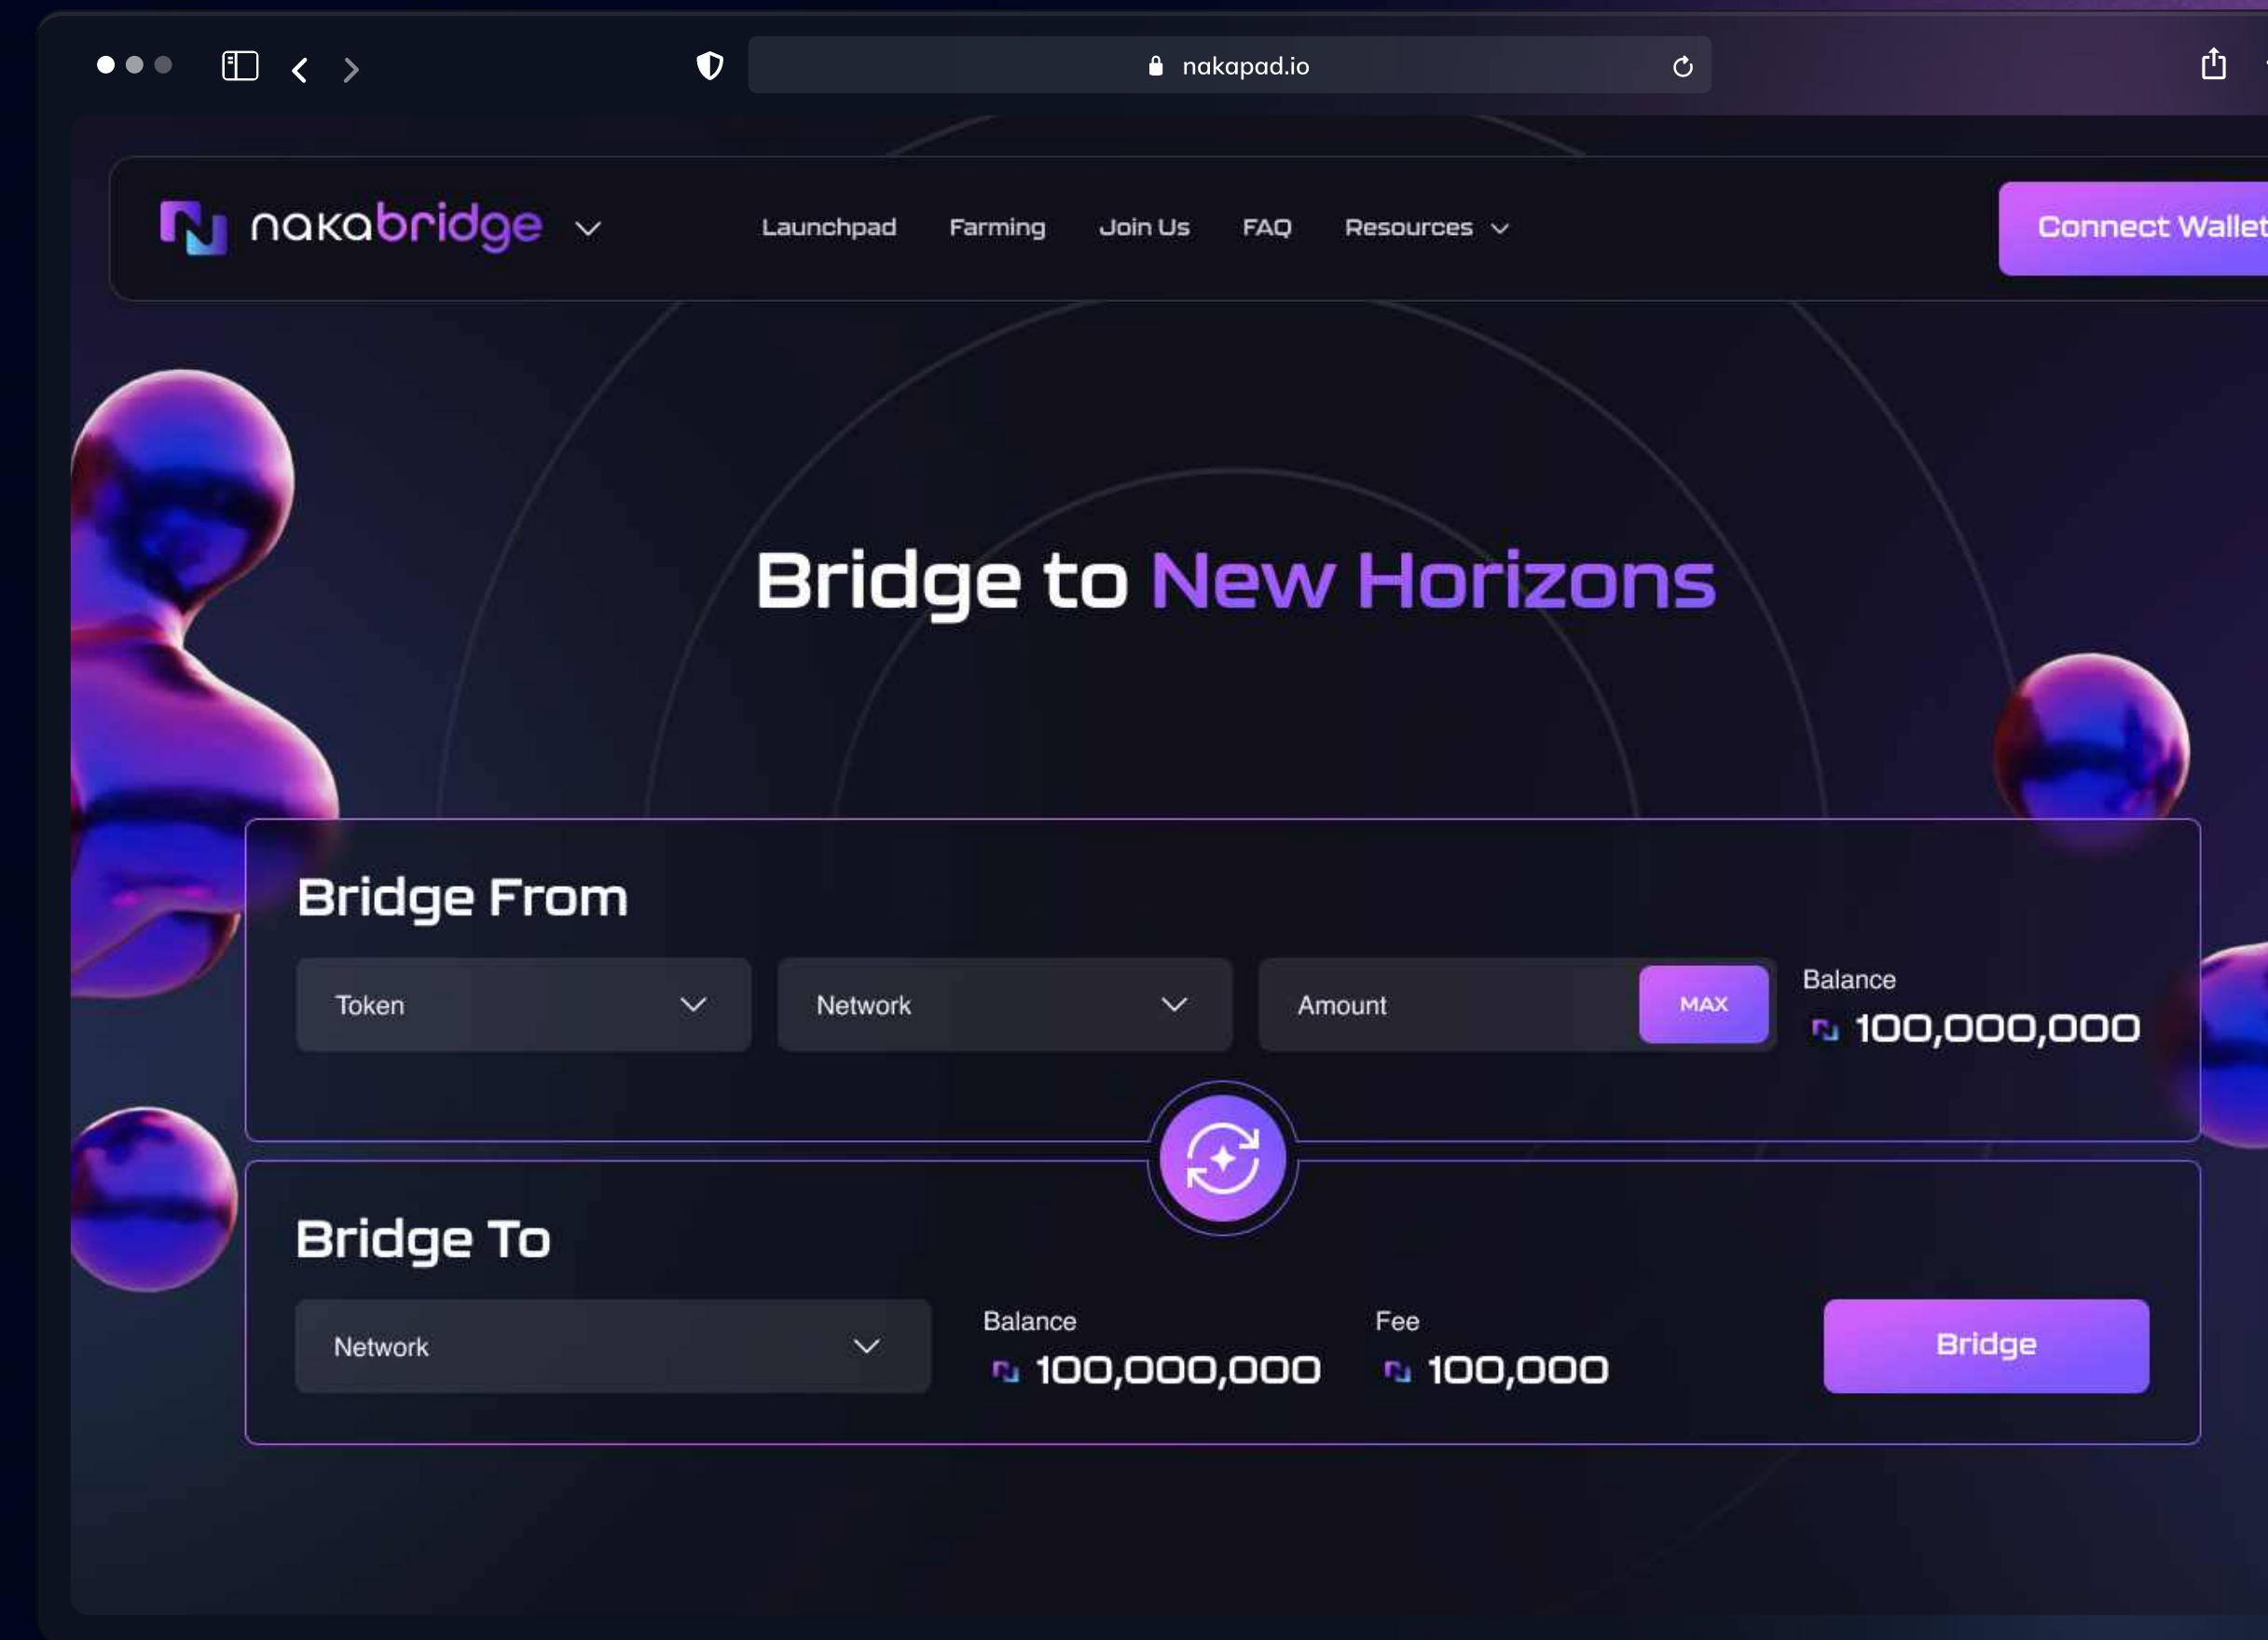 nakapad.io
nakabridge
Launchpad Farming Join Us FAQ Resources
Connect Wallet
Bridge to New Horizons
Bridge From
Token
Network
Amount
MAX
Balance
100,000,000
Bridge To
Network
Balance
100,000,000
Fee
100,000
Bridge